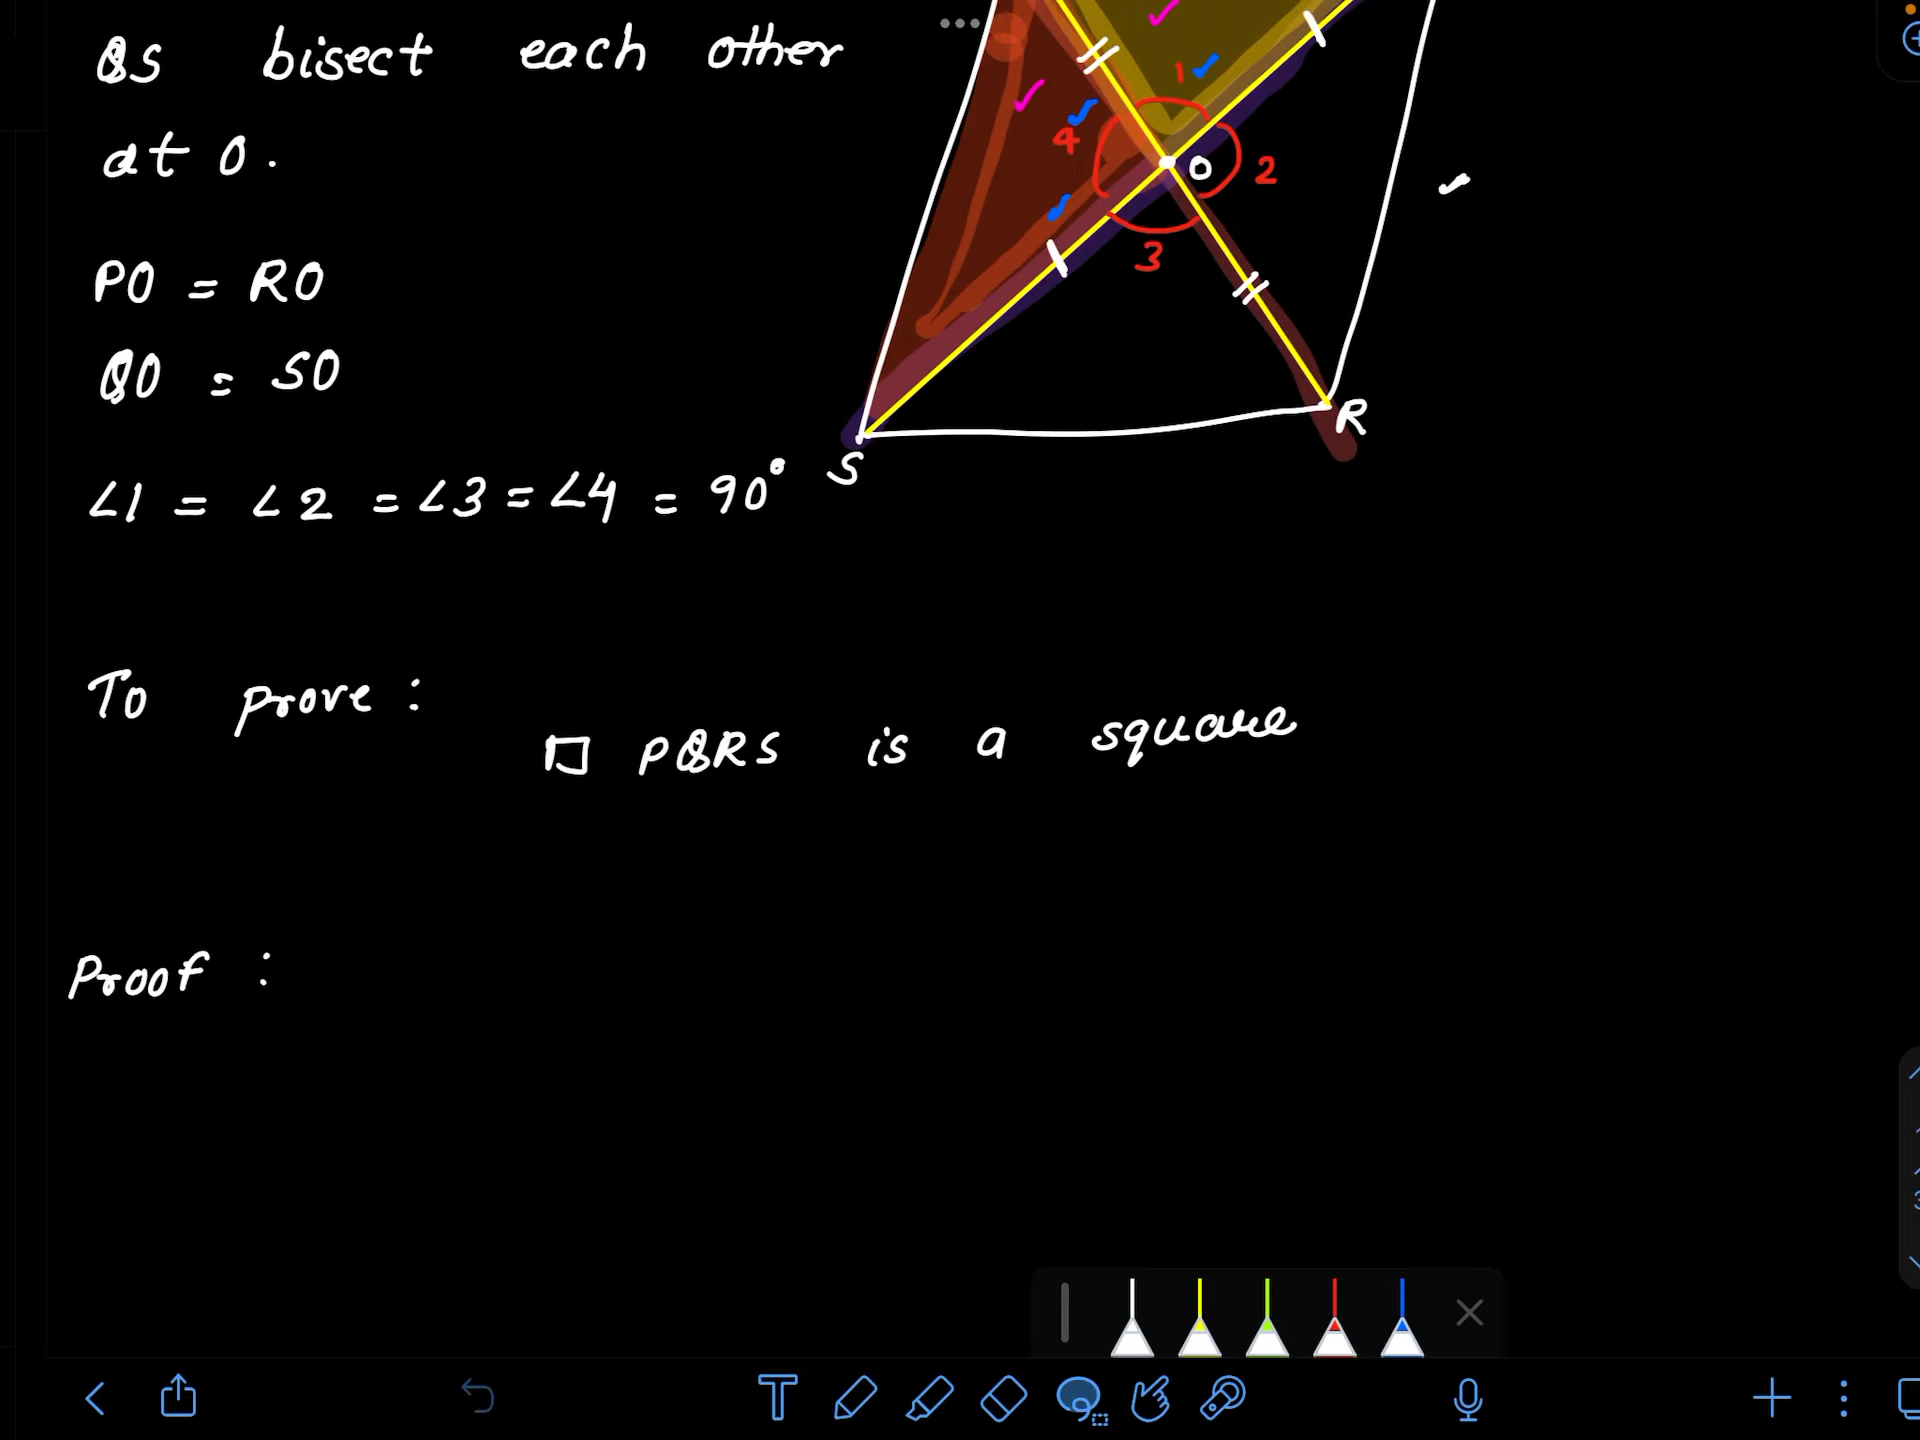 QS bisect each other
at O.
PO = RO
QO = SO
∠1 = ∠2 = ∠3 = ∠4 = 90°
1
4
O
2
3
R
S
To prove :
□ PQRS is a square
Proof :